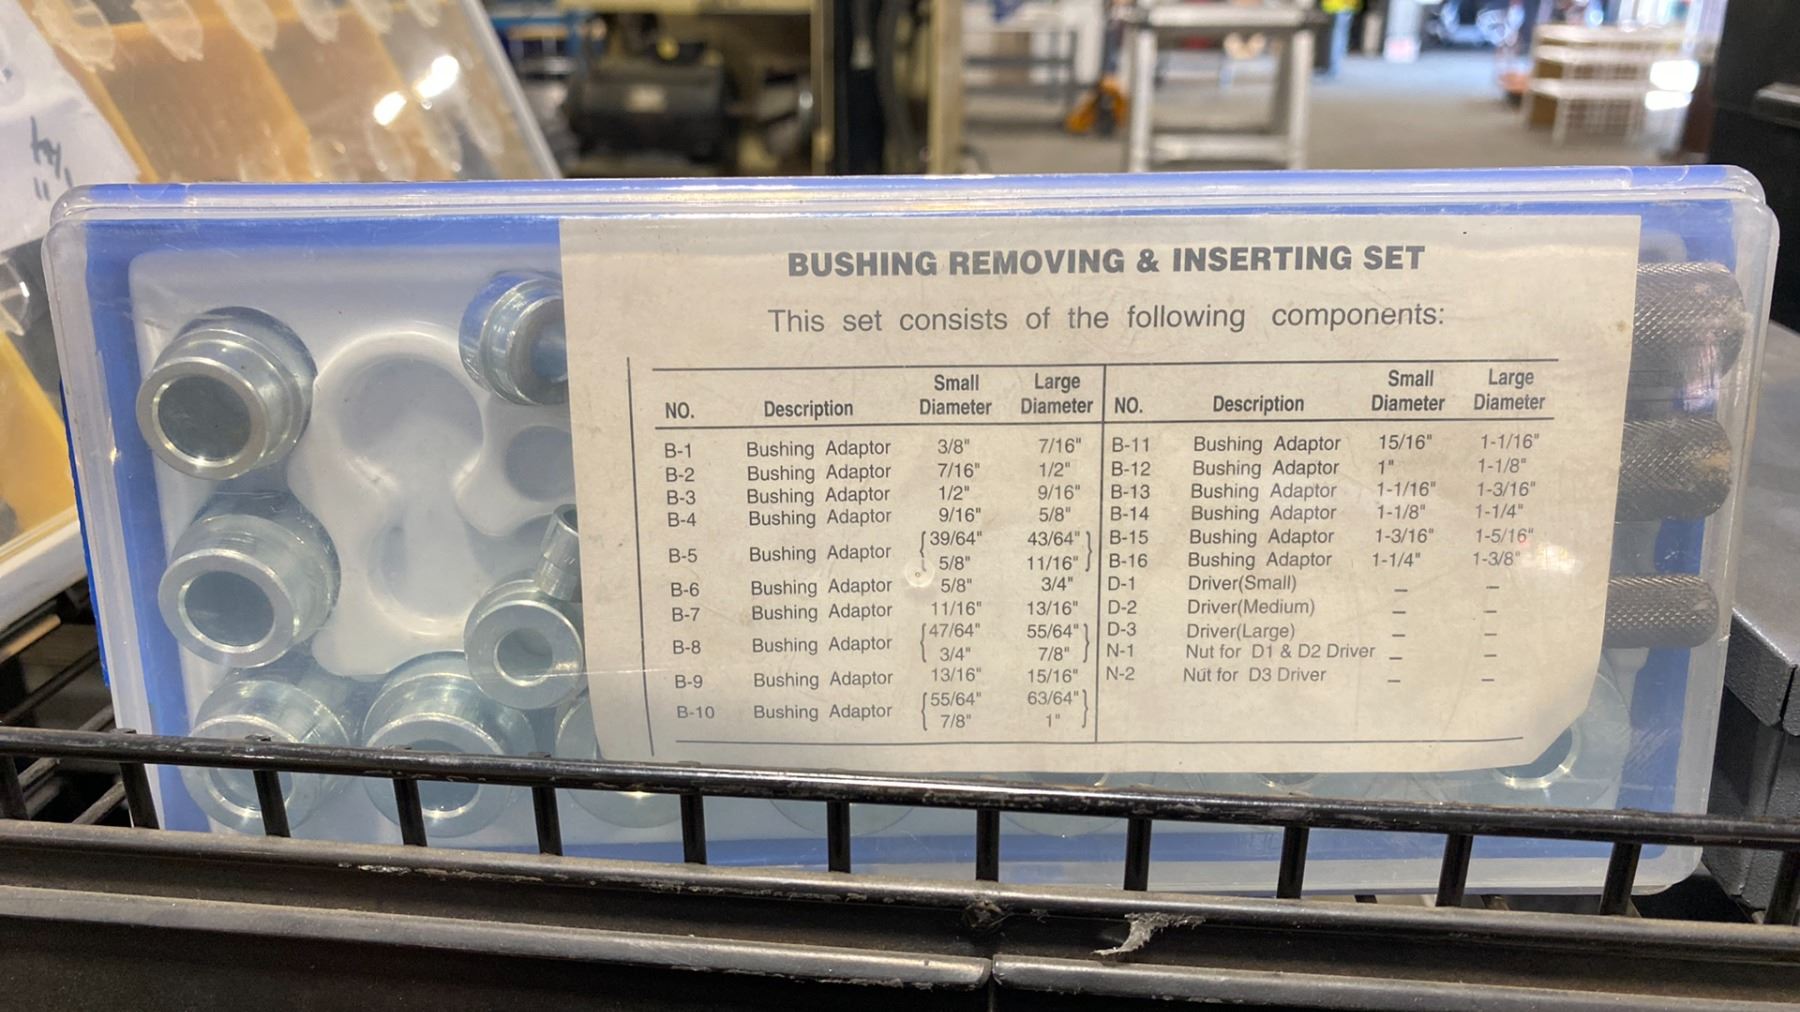 BUSHING REMOVING & INSERTING SET
This set consists of the following components:
NO. Description Small Diameter Large Diameter NO. Description Small Diameter Large Diameter
B-1 Bushing Adaptor 3/8" 7/16" B-11 Bushing Adaptor 15/16" 1-1/16"
B-2 Bushing Adaptor 7/16" 1/2" B-12 Bushing Adaptor 1" 1-1/8"
B-3 Bushing Adaptor 1/2" 9/16" B-13 Bushing Adaptor 1-1/16" 1-3/16"
B-4 Bushing Adaptor 9/16" 5/8" B-14 Bushing Adaptor 1-1/8" 1-1/4"
B-5 Bushing Adaptor {39/64" 43/64"} B-15 Bushing Adaptor 1-3/16" 1-5/16"
5/8" 11/16" B-16 Bushing Adaptor 1-1/4" 1-3/8"
B-6 Bushing Adaptor 5/8" 3/4" D-1 Driver(Small) – –
B-7 Bushing Adaptor 11/16" 13/16" D-2 Driver(Medium) – –
B-8 Bushing Adaptor {47/64" 55/64"} D-3 Driver(Large) – –
3/4" 7/8" N-1 Nut for D1 & D2 Driver – –
B-9 Bushing Adaptor 13/16" 15/16" N-2 Nut for D3 Driver – –
B-10 Bushing Adaptor {55/64" 63/64"}
7/8" 1"